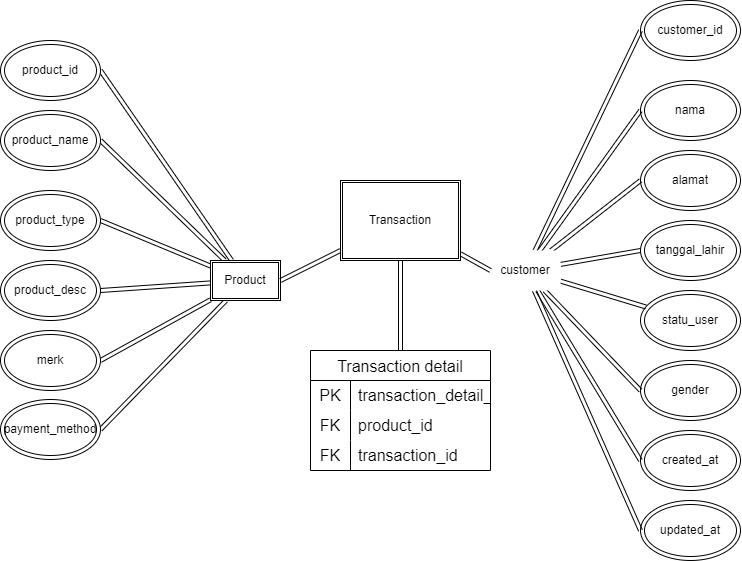 product_id
product_name
product_type
product_desc
merk
payment_method
Product
Transaction
Transaction detail
PK transaction_detail_
FK product_id
FK transaction_id
customer
customer_id
nama
alamat
tanggal_lahir
statu_user
gender
created_at
updated_at